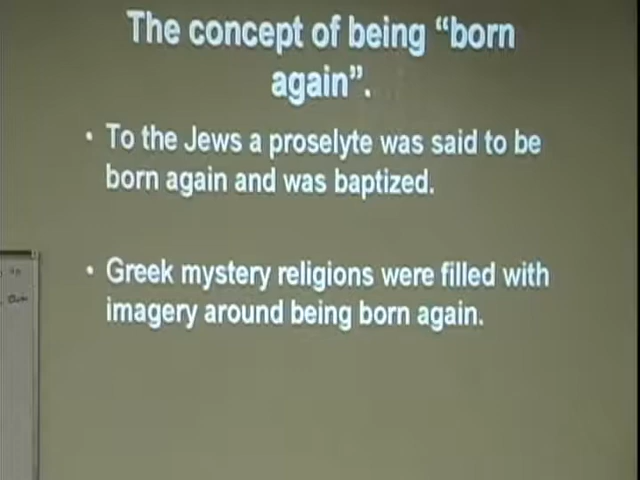 The concept of being “born
again”.
• To the Jews a proselyte was said to be
born again and was baptized.
• Greek mystery religions were filled with
imagery around being born again.